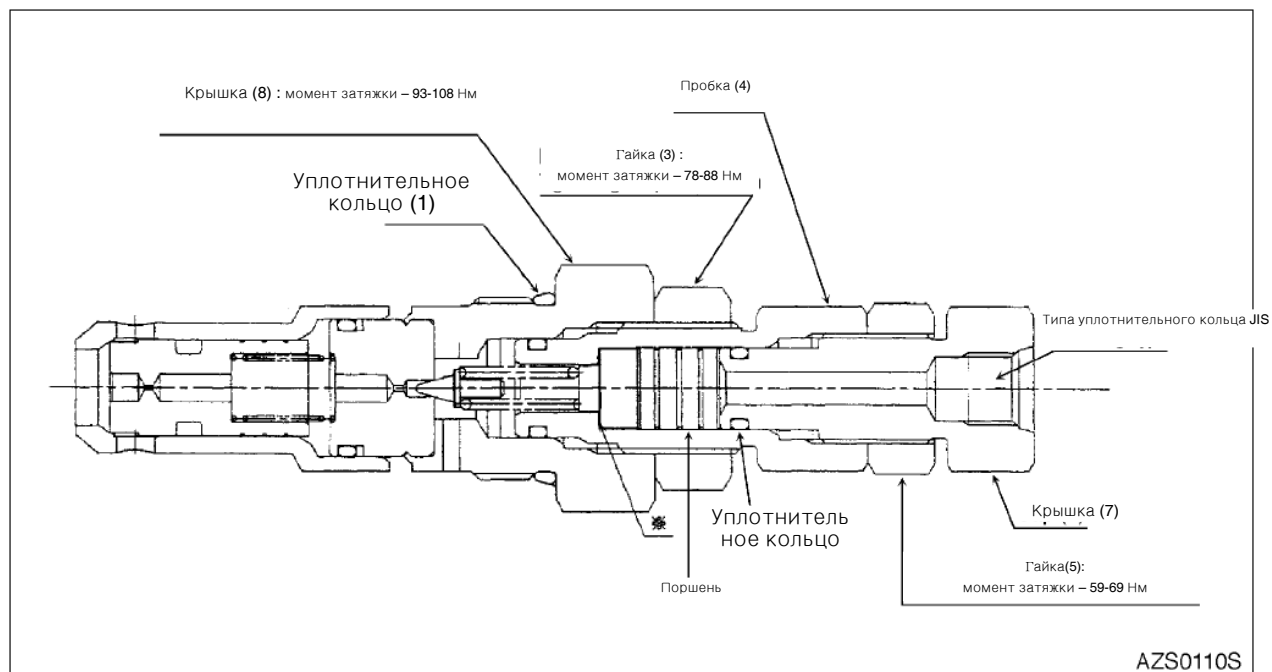 Крышка (8) : момент затяжки – 93-108 Нм
Пробка (4)
Гайка (3) :
момент затяжки – 78-88 Нм
Уплотнительное
кольцо (1)
Типа уплотнительного кольца JIS
※
Уплотнитель
ное кольцо
Крышка (7)
Поршень
Гайка(5):
момент затяжки – 59-69 Нм
AZS0110S